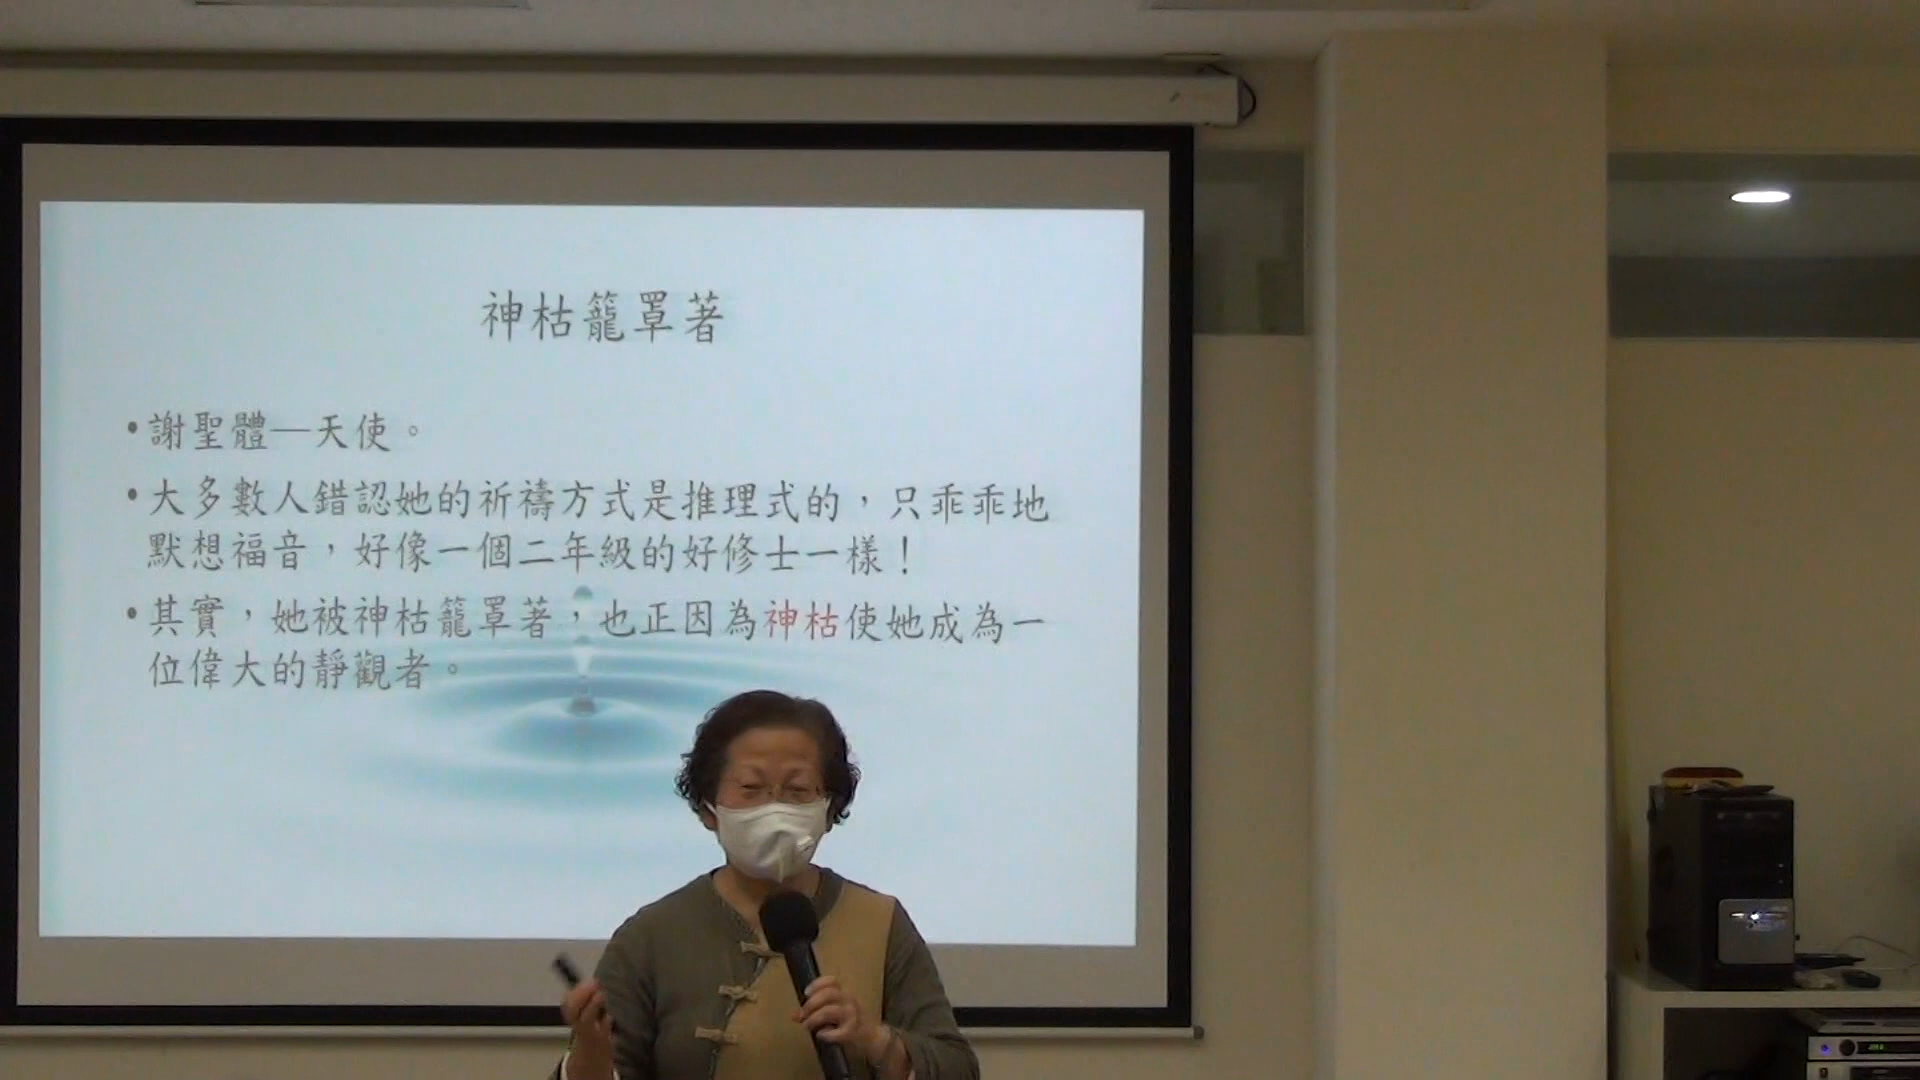 神枯籠罩著
•謝聖體—天使。
•大多數人錯認她的祈禱方式是推理式的，只乖乖地
默想福音，好像一個二年級的好修士一樣！
•其實，她被神枯籠罩著，也正因為神枯使她成為一
位偉大的靜觀者。